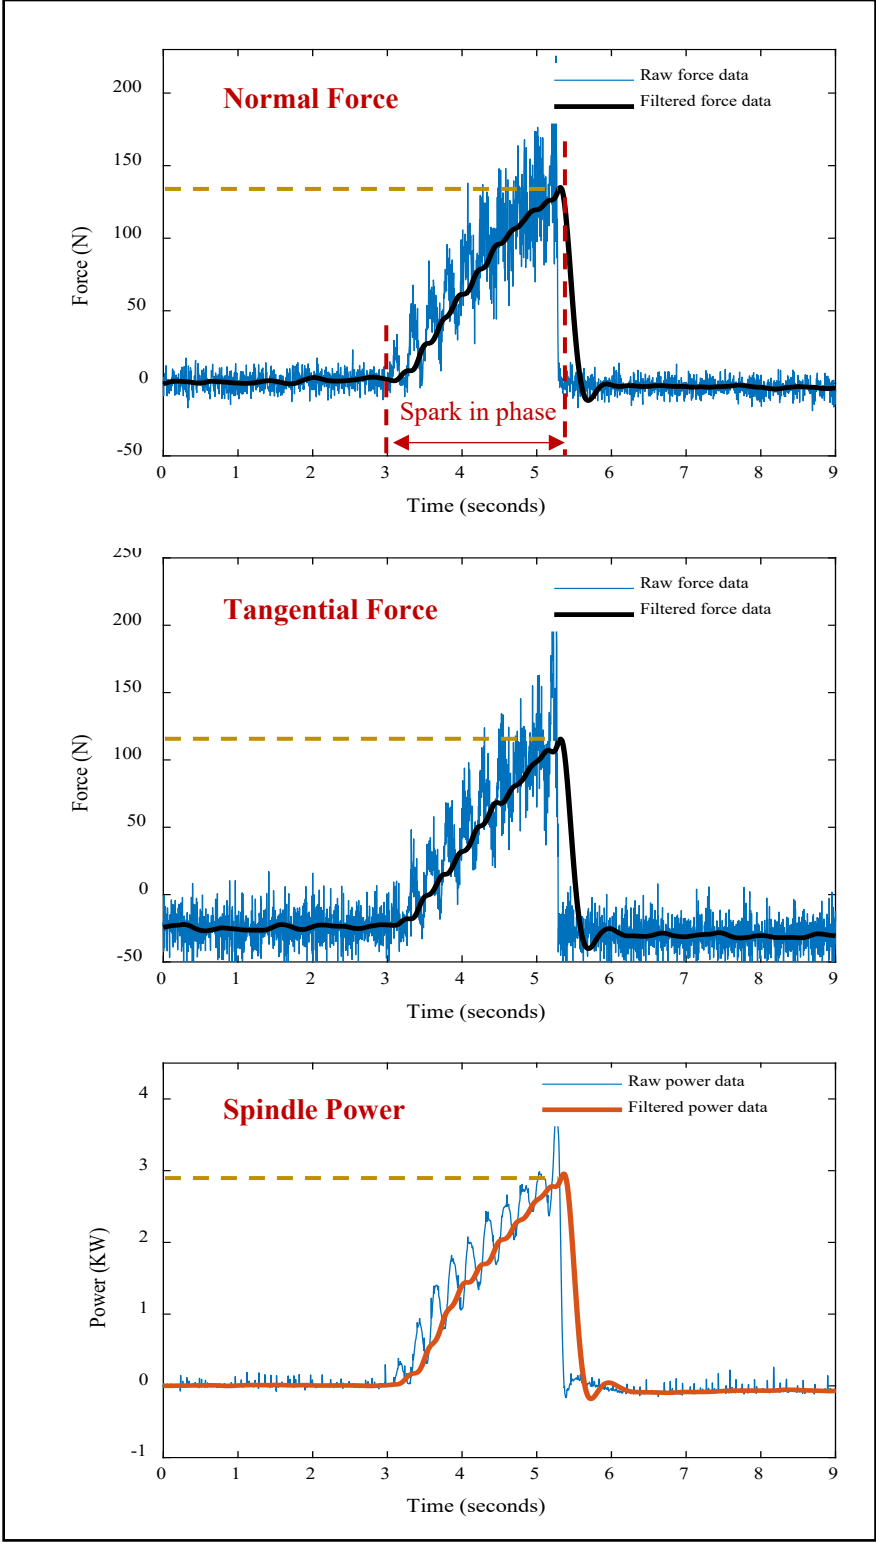 Normal Force
Raw force data
Filtered force data
200
150
100
50
0
-50
Force (N)
Spark in phase
0 1 2 3 4 5 6 7 8 9
Time (seconds)
250
Tangential Force
Raw force data
Filtered force data
200
150
100
50
0
-50
Force (N)
0 1 2 3 4 5 6 7 8 9
Time (seconds)
Spindle Power
Raw power data
Filtered power data
4
3
2
1
0
-1
Power (KW)
0 1 2 3 4 5 6 7 8 9
Time (seconds)